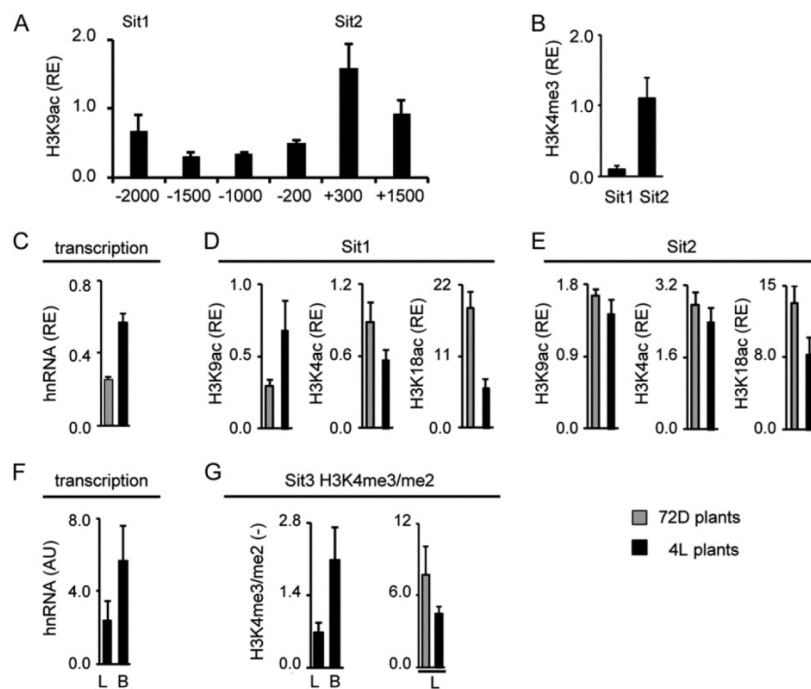 A
Sit1 Sit2
H3K9ac (RE)
2.0
1.0
0.0
-2000 -1500 -1000 -200 +300 +1500
B
H3K4me3 (RE)
2.0
1.0
0.0
Sit1 Sit2
C
transcription
hnRNA (RE)
0.8
0.4
0.0
D
Sit1
H3K9ac (RE)
1.0
0.5
0.0
H3K4ac (RE)
1.2
0.6
0.0
H3K18ac (RE)
22
11
0.0
E
Sit2
H3K9ac (RE)
1.8
0.9
0.0
H3K4ac (RE)
3.2
1.6
0.0
H3K18ac (RE)
15
8.0
0.0
F
transcription
hnRNA (AU)
8.0
4.0
0.0
L B
G
Sit3 H3K4me3/me2
H3K4me3/me2 (-)
2.8
1.4
0.0
L B
12
6.0
0.0
L
72D plants
4L plants